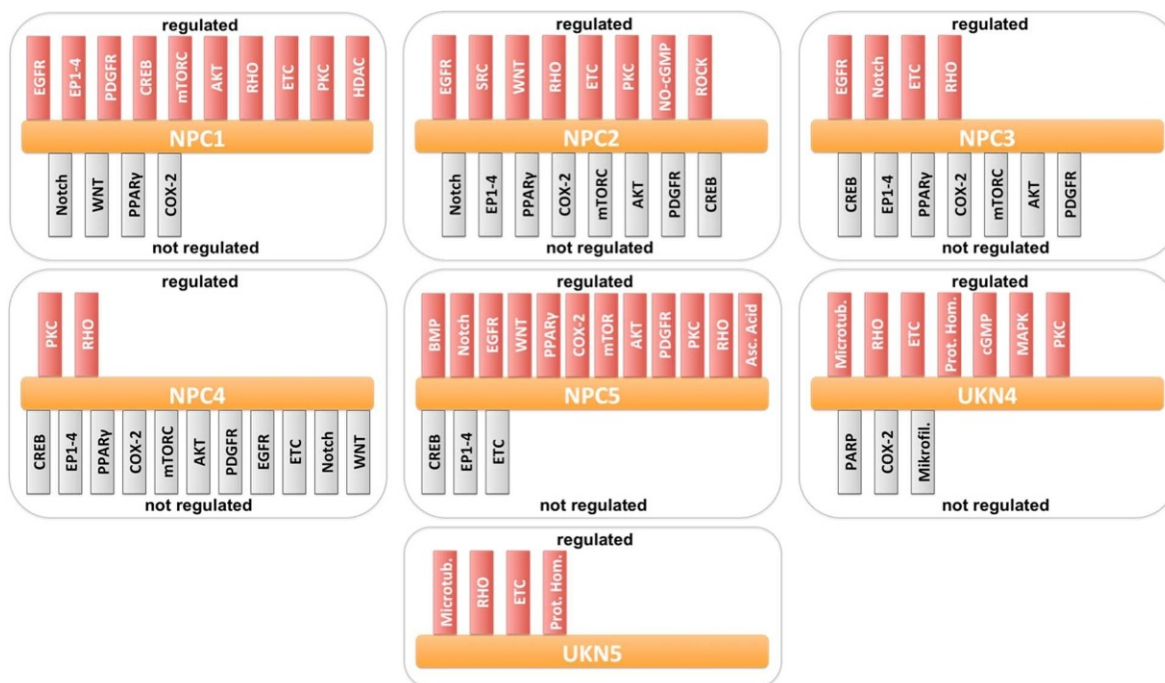 regulated
EGFR
EP1-4
PDGFR
CREB
mTORC
AKT
RHO
ETC
PKC
HDAC
NPC1
Notch
WNT
PPARγ
COX-2
not regulated
regulated
EGFR
SRC
WNT
RHO
ETC
PKC
NO-cGMP
ROCK
NPC2
Notch
EP1-4
PPARγ
COX-2
mTORC
AKT
PDGFR
CREB
not regulated
regulated
EGFR
Notch
ETC
RHO
NPC3
CREB
EP1-4
PPARγ
COX-2
mTORC
AKT
PDGFR
not regulated
regulated
PKC
RHO
NPC4
CREB
EP1-4
PPARγ
COX-2
mTORC
AKT
PDGFR
EGFR
ETC
Notch
WNT
not regulated
regulated
BMP
Notch
EGFR
WNT
PPARγ
COX-2
mTOR
AKT
PDGFR
PKC
RHO
Asc. Acid
NPC5
CREB
EP1-4
ETC
not regulated
regulated
Microtub.
RHO
ETC
Prot. Hom.
cGMP
MAPK
PKC
UKN4
PARP
COX-2
Mikrofil.
not regulated
regulated
Microtub.
RHO
ETC
Prot. Hom.
UKN5